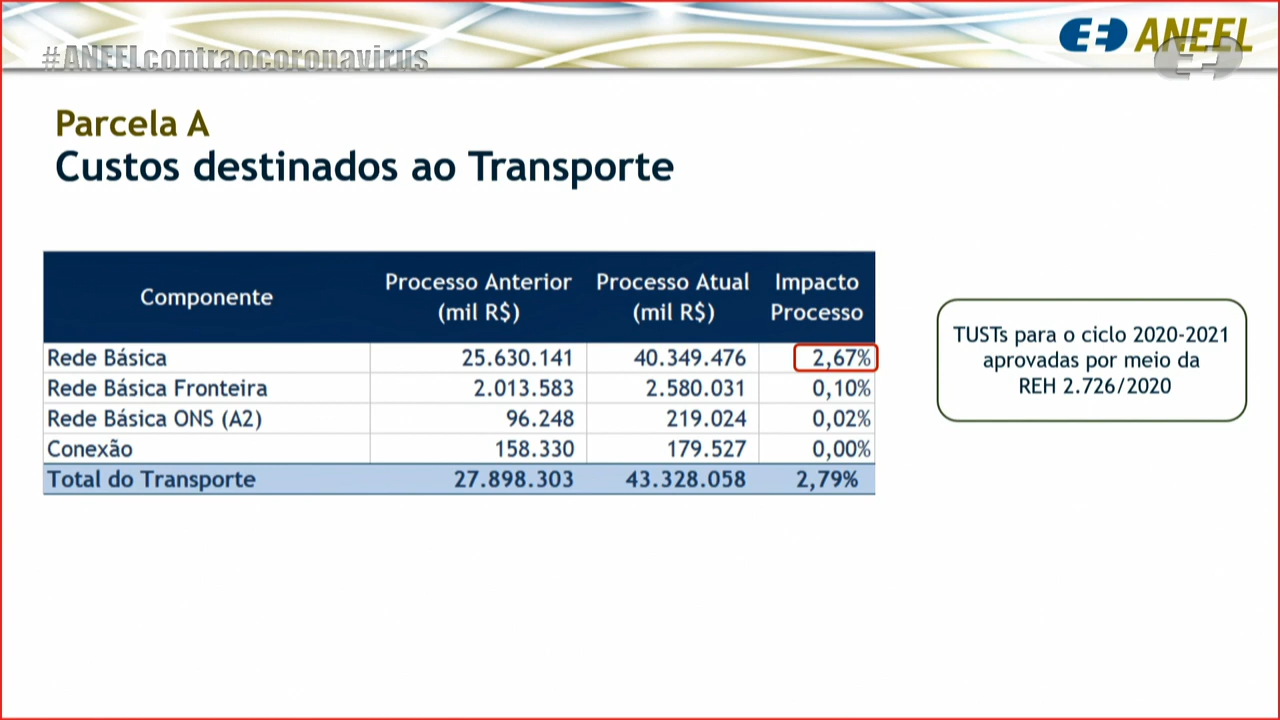 #ANEELcontraocoronavirus
ANEEL
Parcela A
Custos destinados ao Transporte
Componente Processo Anterior (mil R$) Processo Atual (mil R$) Impacto Processo
Rede Básica 25.630.141 40.349.476 2,67%
Rede Básica Fronteira 2.013.583 2.580.031 0,10%
Rede Básica ONS (A2) 96.248 219.024 0,02%
Conexão 158.330 179.527 0,00%
Total do Transporte 27.898.303 43.328.058 2,79%
TUSTs para o ciclo 2020-2021
aprovadas por meio da
REH 2.726/2020